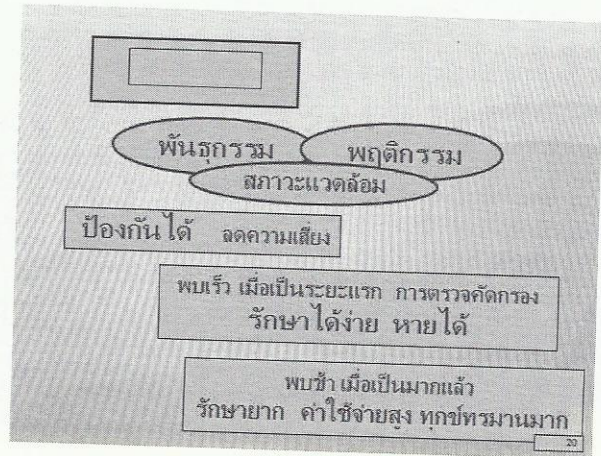 พันธุกรรม พฤติกรรม
สภาวะแวดล้อม
ป้องกันได้ ลดความเสี่ยง
พบเร็ว เมื่อเป็นระยะแรก การตรวจคัดกรอง
รักษาได้ง่าย หายได้
พบช้า เมื่อเป็นมากแล้ว
รักษายาก ค่าใช้จ่ายสูง ทุกข์ทรมานมาก
20